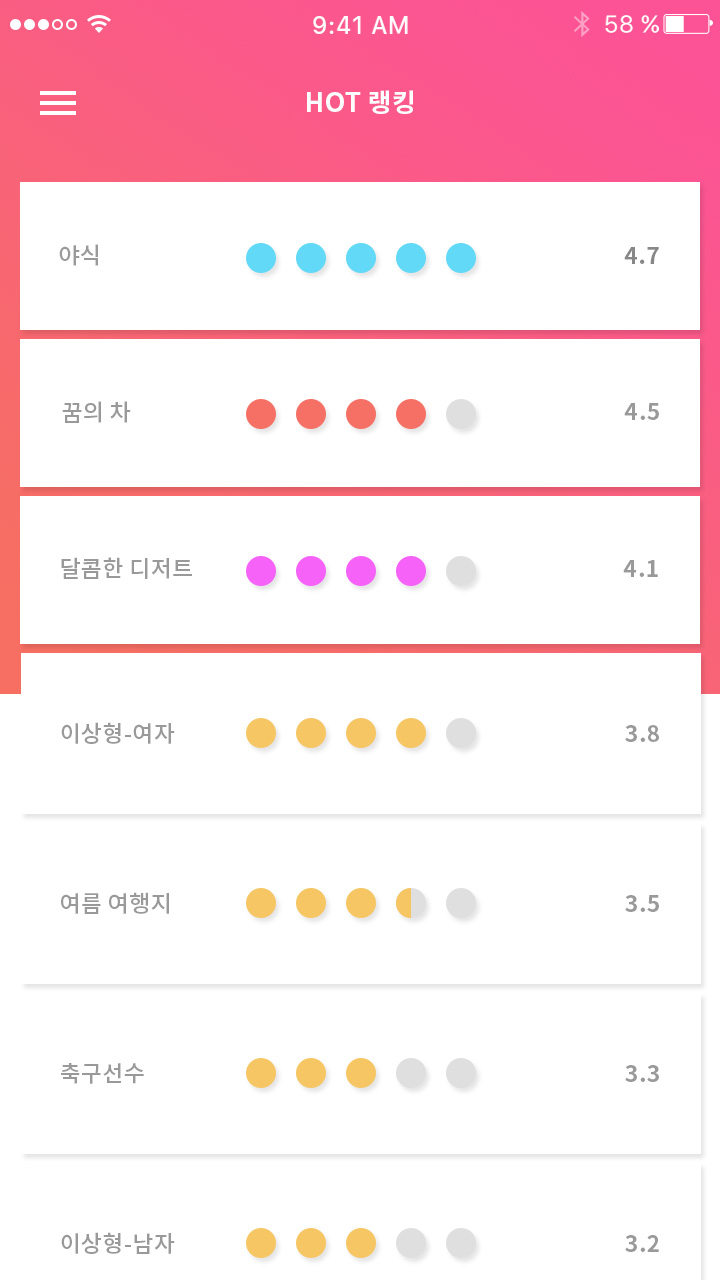 9:41 AM 58 %
HOT 랭킹
야식 4.7
꿈의 차 4.5
달콤한 디저트 4.1
이상형-여자 3.8
여름 여행지 3.5
축구선수 3.3
이상형-남자 3.2